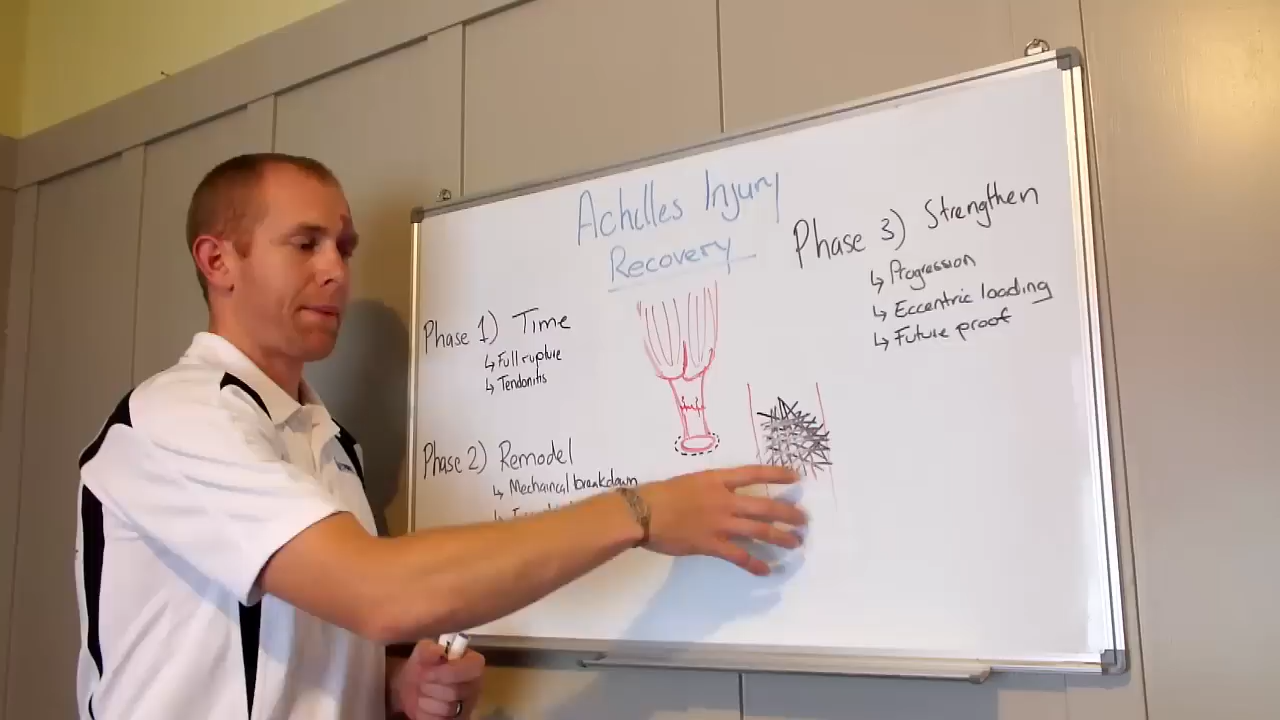 Achilles Injury
Recovery
Phase 1) Time
↳ Full rupture
↳ Tendonitis
Phase 2) Remodel
↳ Mechaincal breakdown
Phase 3) Strengthen
↳ Progression
↳ Eccentric loading
↳ Future proof